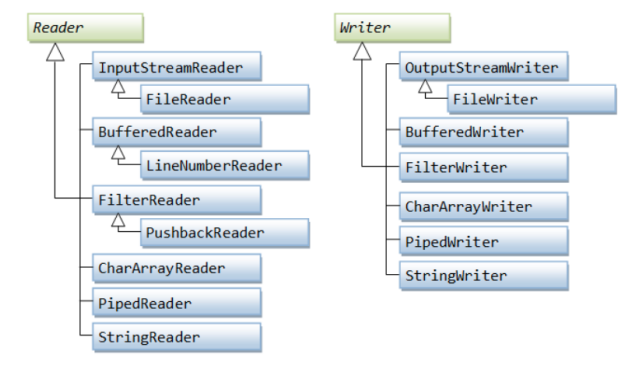 Reader
InputStreamReader
FileReader
BufferedReader
LineNumberReader
FilterReader
PushbackReader
CharArrayReader
PipedReader
StringReader
Writer
OutputStreamWriter
FileWriter
BufferedWriter
FilterWriter
CharArrayWriter
PipedWriter
StringWriter